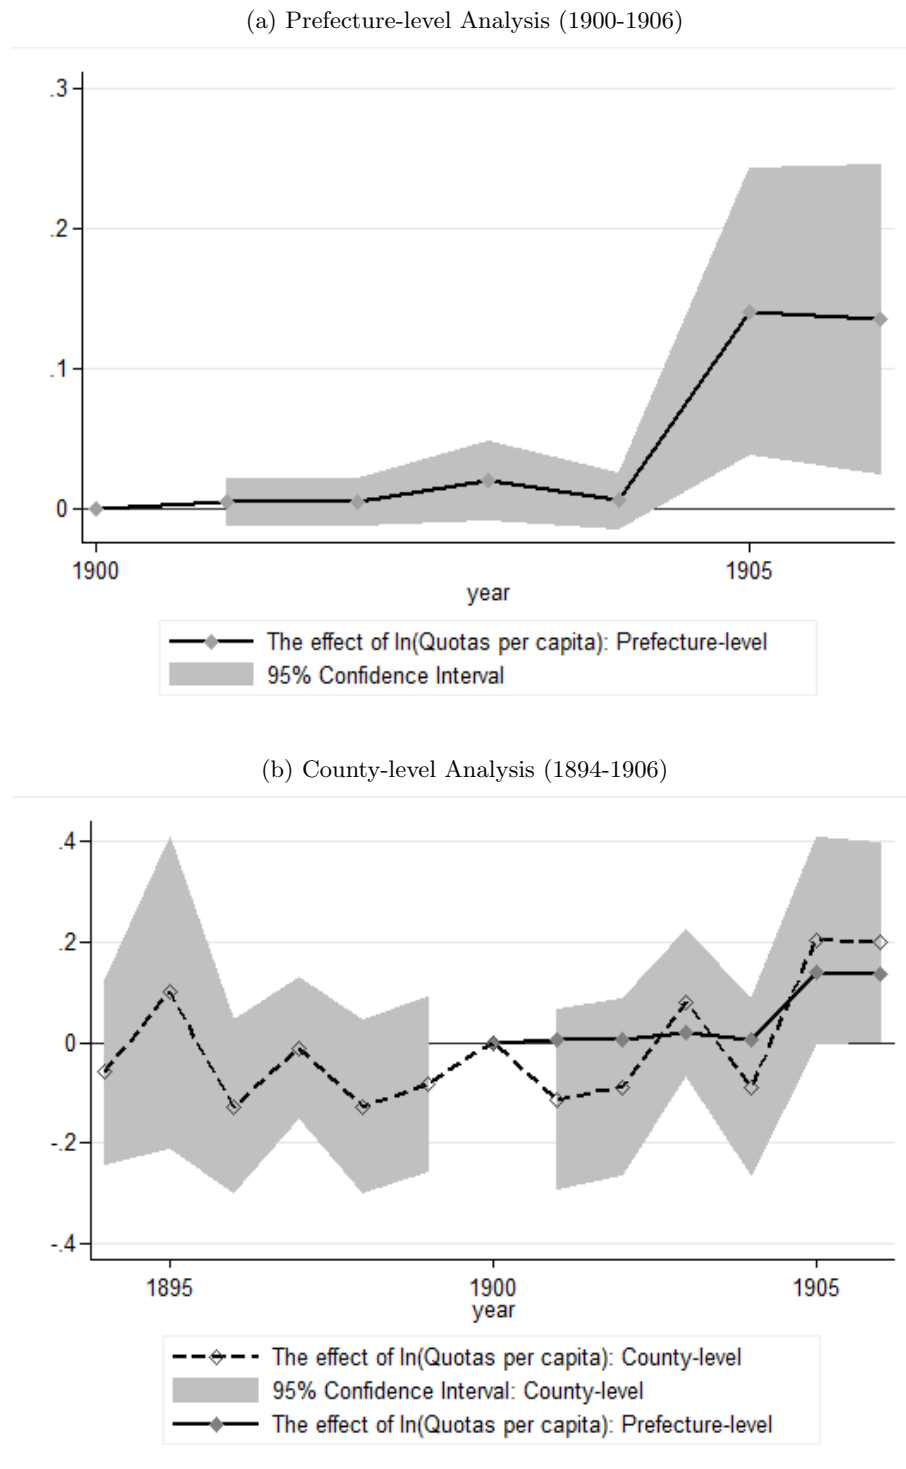 (a) Prefecture-level Analysis (1900-1906)
.3
.2
.1
0
1900 1905
year
The effect of ln(Quotas per capita): Prefecture-level
95% Confidence Interval
(b) County-level Analysis (1894-1906)
.4
.2
0
-.2
-.4
1895 1900 1905
year
The effect of ln(Quotas per capita): County-level
95% Confidence Interval: County-level
The effect of ln(Quotas per capita): Prefecture-level